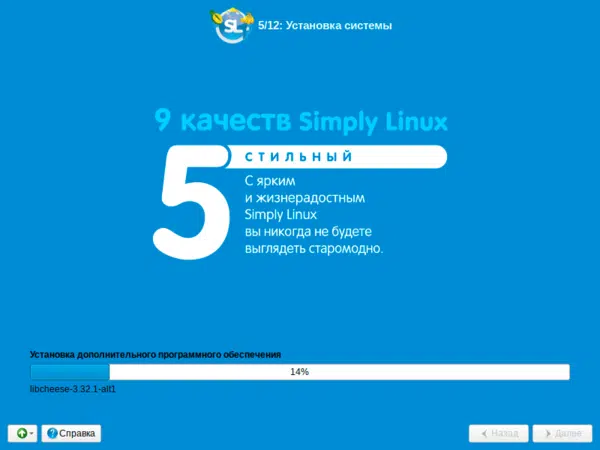 SL
5/12: Установка системы
9 качеств Simply Linux
5
СТИЛЬНЫЙ
С ярким
и жизнерадостным
Simply Linux
вы никогда не будете
выглядеть старомодно.
Установка дополнительного программного обеспечения
14%
libcheese-3.32.1-alt1
Справка
Назад
Далее